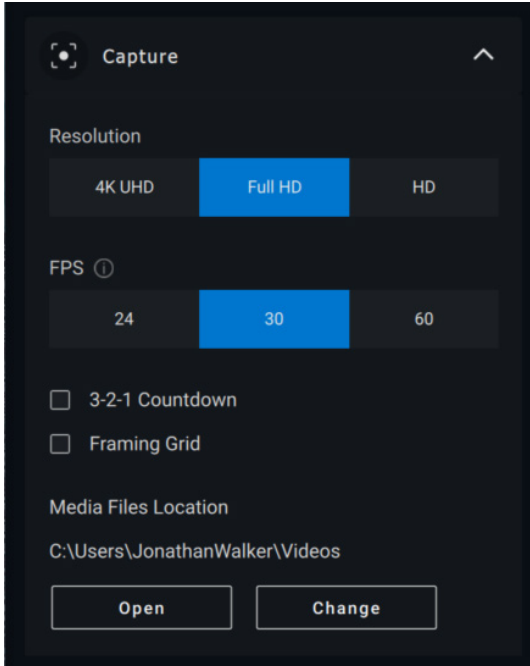 Capture
Resolution
4K UHD Full HD HD
FPS
24 30 60
3-2-1 Countdown
Framing Grid
Media Files Location
C:\Users\JonathanWalker\Videos
Open Change